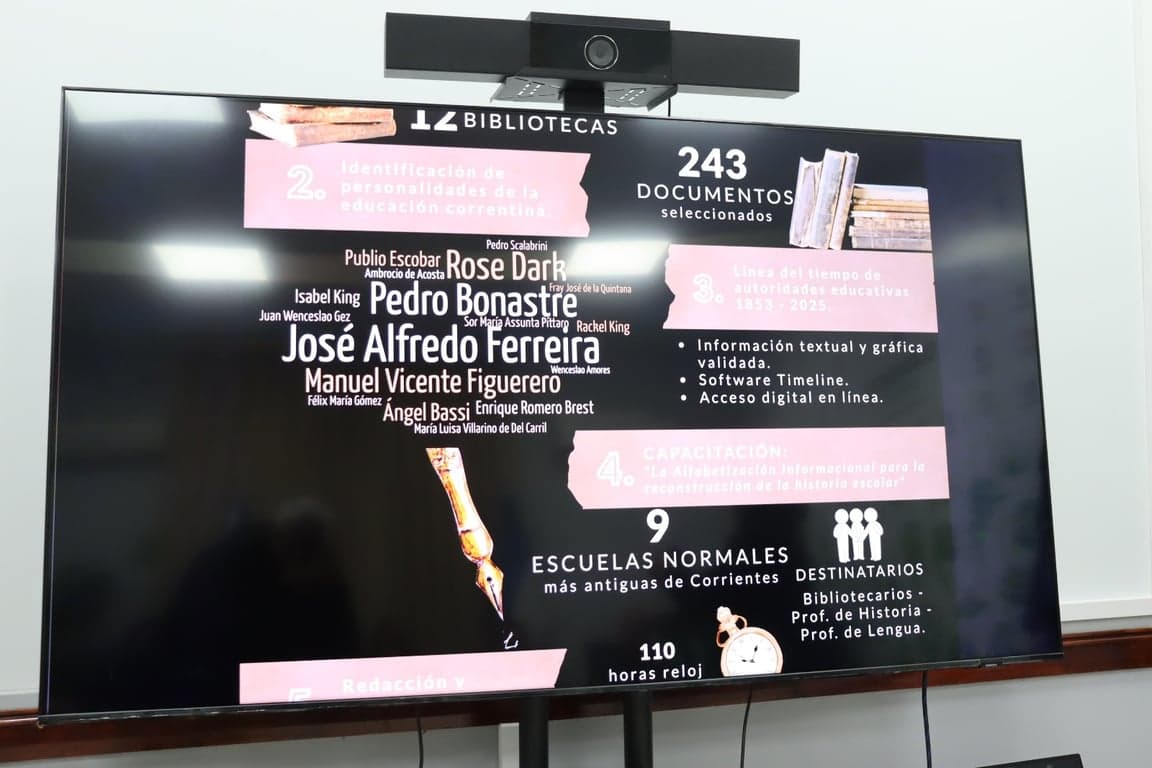 12 BIBLIOTECAS
2. Identificación de
personalidades de la
educación correntina.
243
DOCUMENTOS
seleccionados
Pedro Scalabrini
Publio Escobar
Rose Dark
Ambrocio de Acosta
Fray José de la Quintana
Isabel King
Pedro Bonastre
Juan Wenceslao Gez
Sor María Assunta Pittaro
Rackel King
José Alfredo Ferreira
Wenceslao Amores
Manuel Vicente Figuerero
Félix María Gómez
Ángel Bassi
Enrique Romero Brest
María Luisa Villarino de Del Carril
3. Línea del tiempo de
autoridades educativas
1853 - 2025.
• Información textual y gráfica
validada.
• Software Timeline.
• Acceso digital en línea.
4. CAPACITACIÓN:
"La Alfabetización Informacional para la
reconstrucción de la historia escolar"
9
ESCUELAS NORMALES
más antiguas de Corrientes
DESTINATARIOS
Bibliotecarios -
Prof. de Historia -
Prof. de Lengua.
110
horas reloj
5. Redacción y